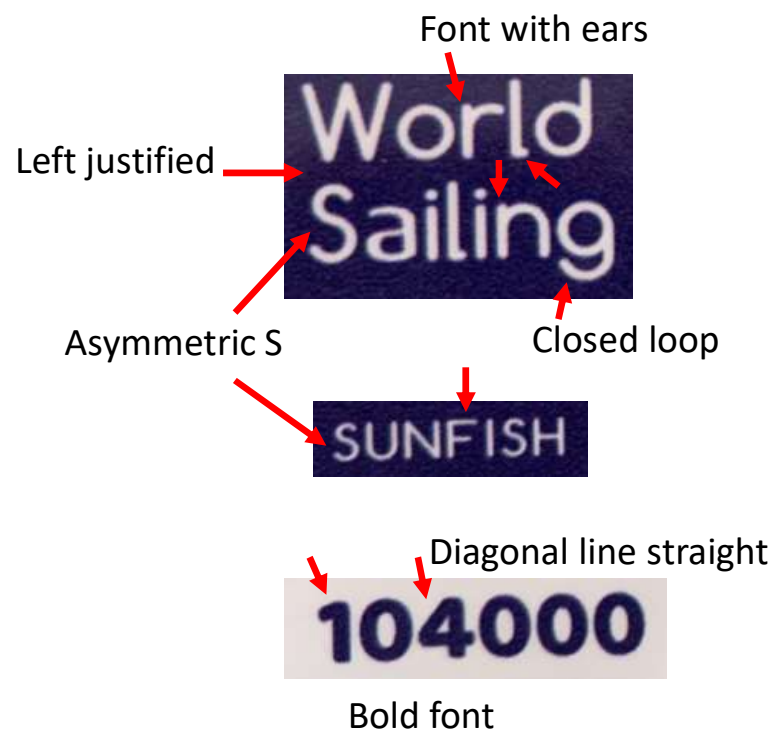 Font with ears
World
Left justified
Sailing
Asymmetric S
Closed loop
SUNFISH
Diagonal line straight
104000
Bold font